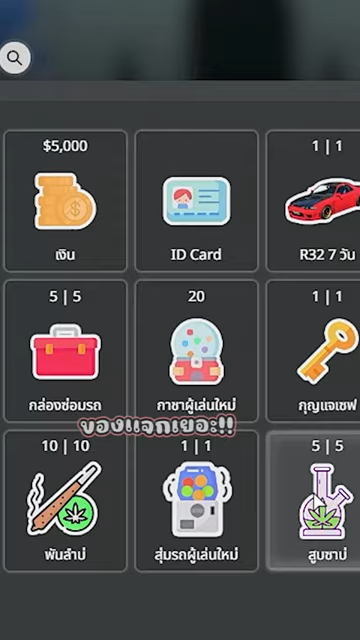 $5,000
1 | 1
เงิน
ID Card
R32 7 วัน
5 | 5
20
1 | 1
กล่องซ่อมรถ
กาชาผู้เล่นใหม่
กุญแจเซฟ
ของแจกเยอะ!!
10 | 10
1 | 1
5 | 5
พันลำบ่
สุ่มรถผู้เล่นใหม่
สูบซาบ่